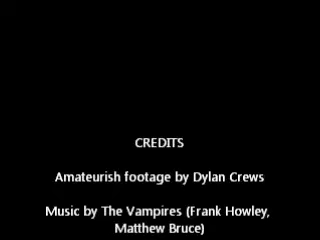 CREDITS
Amateurish footage by Dylan Crews
Music by The Vampires (Frank Howley,
Matthew Bruce)